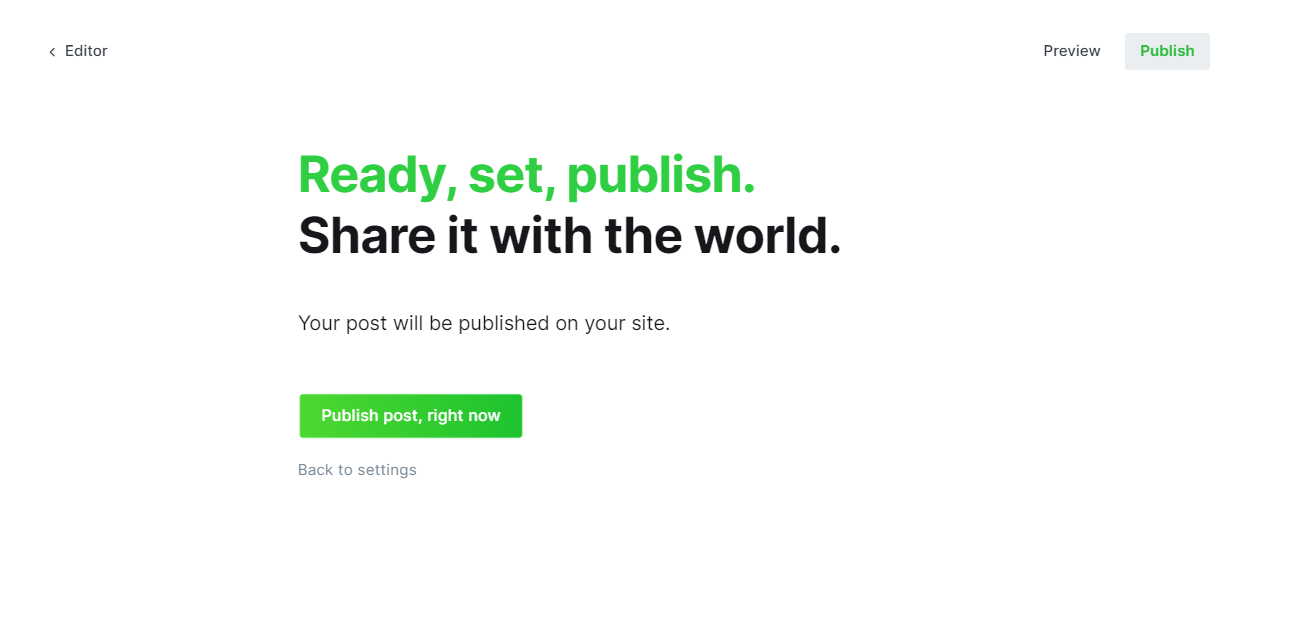 Editor
Preview
Publish
Ready, set, publish.
Share it with the world.
Your post will be published on your site.
Publish post, right now
Back to settings